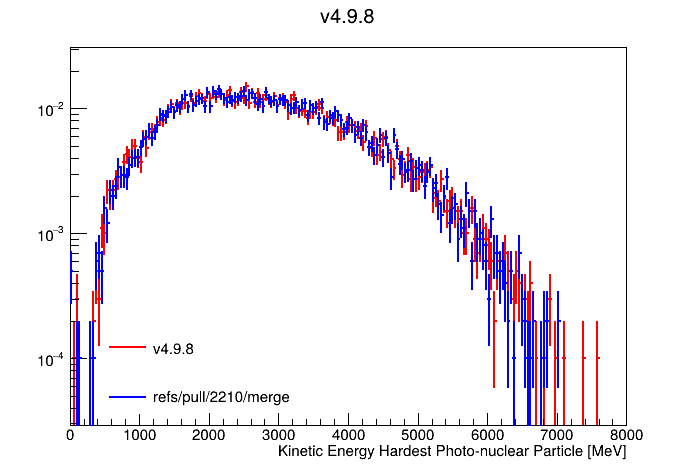 v4.9.8
10⁻²
10⁻³
10⁻⁴
v4.9.8
refs/pull/2210/merge
0 1000 2000 3000 4000 5000 6000 7000 8000
Kinetic Energy Hardest Photo-nuclear Particle [MeV]